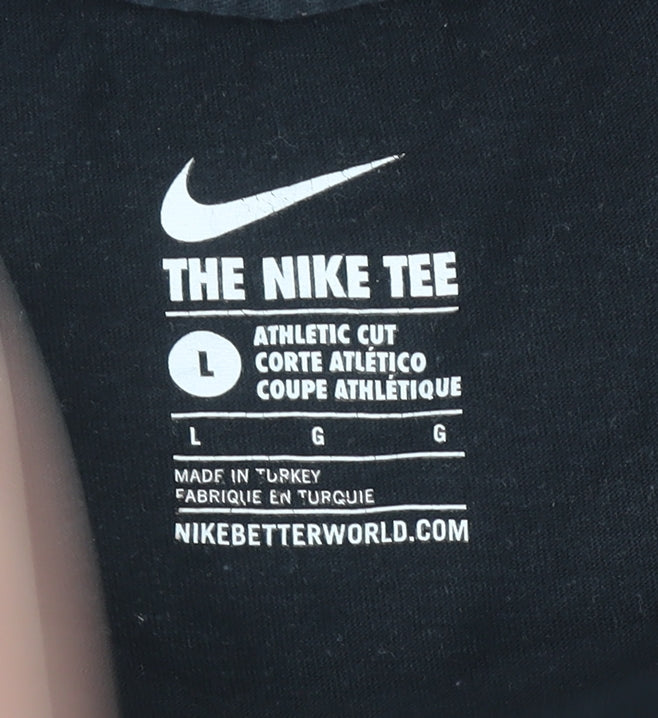 THE NIKE TEE
L
ATHLETIC CUT
CORTE ATLÉTICO
COUPE ATHLÉTIQUE
L G G
MADE IN TURKEY
FABRIQUE EN TURQUIE
NIKEBETTERWORLD.COM